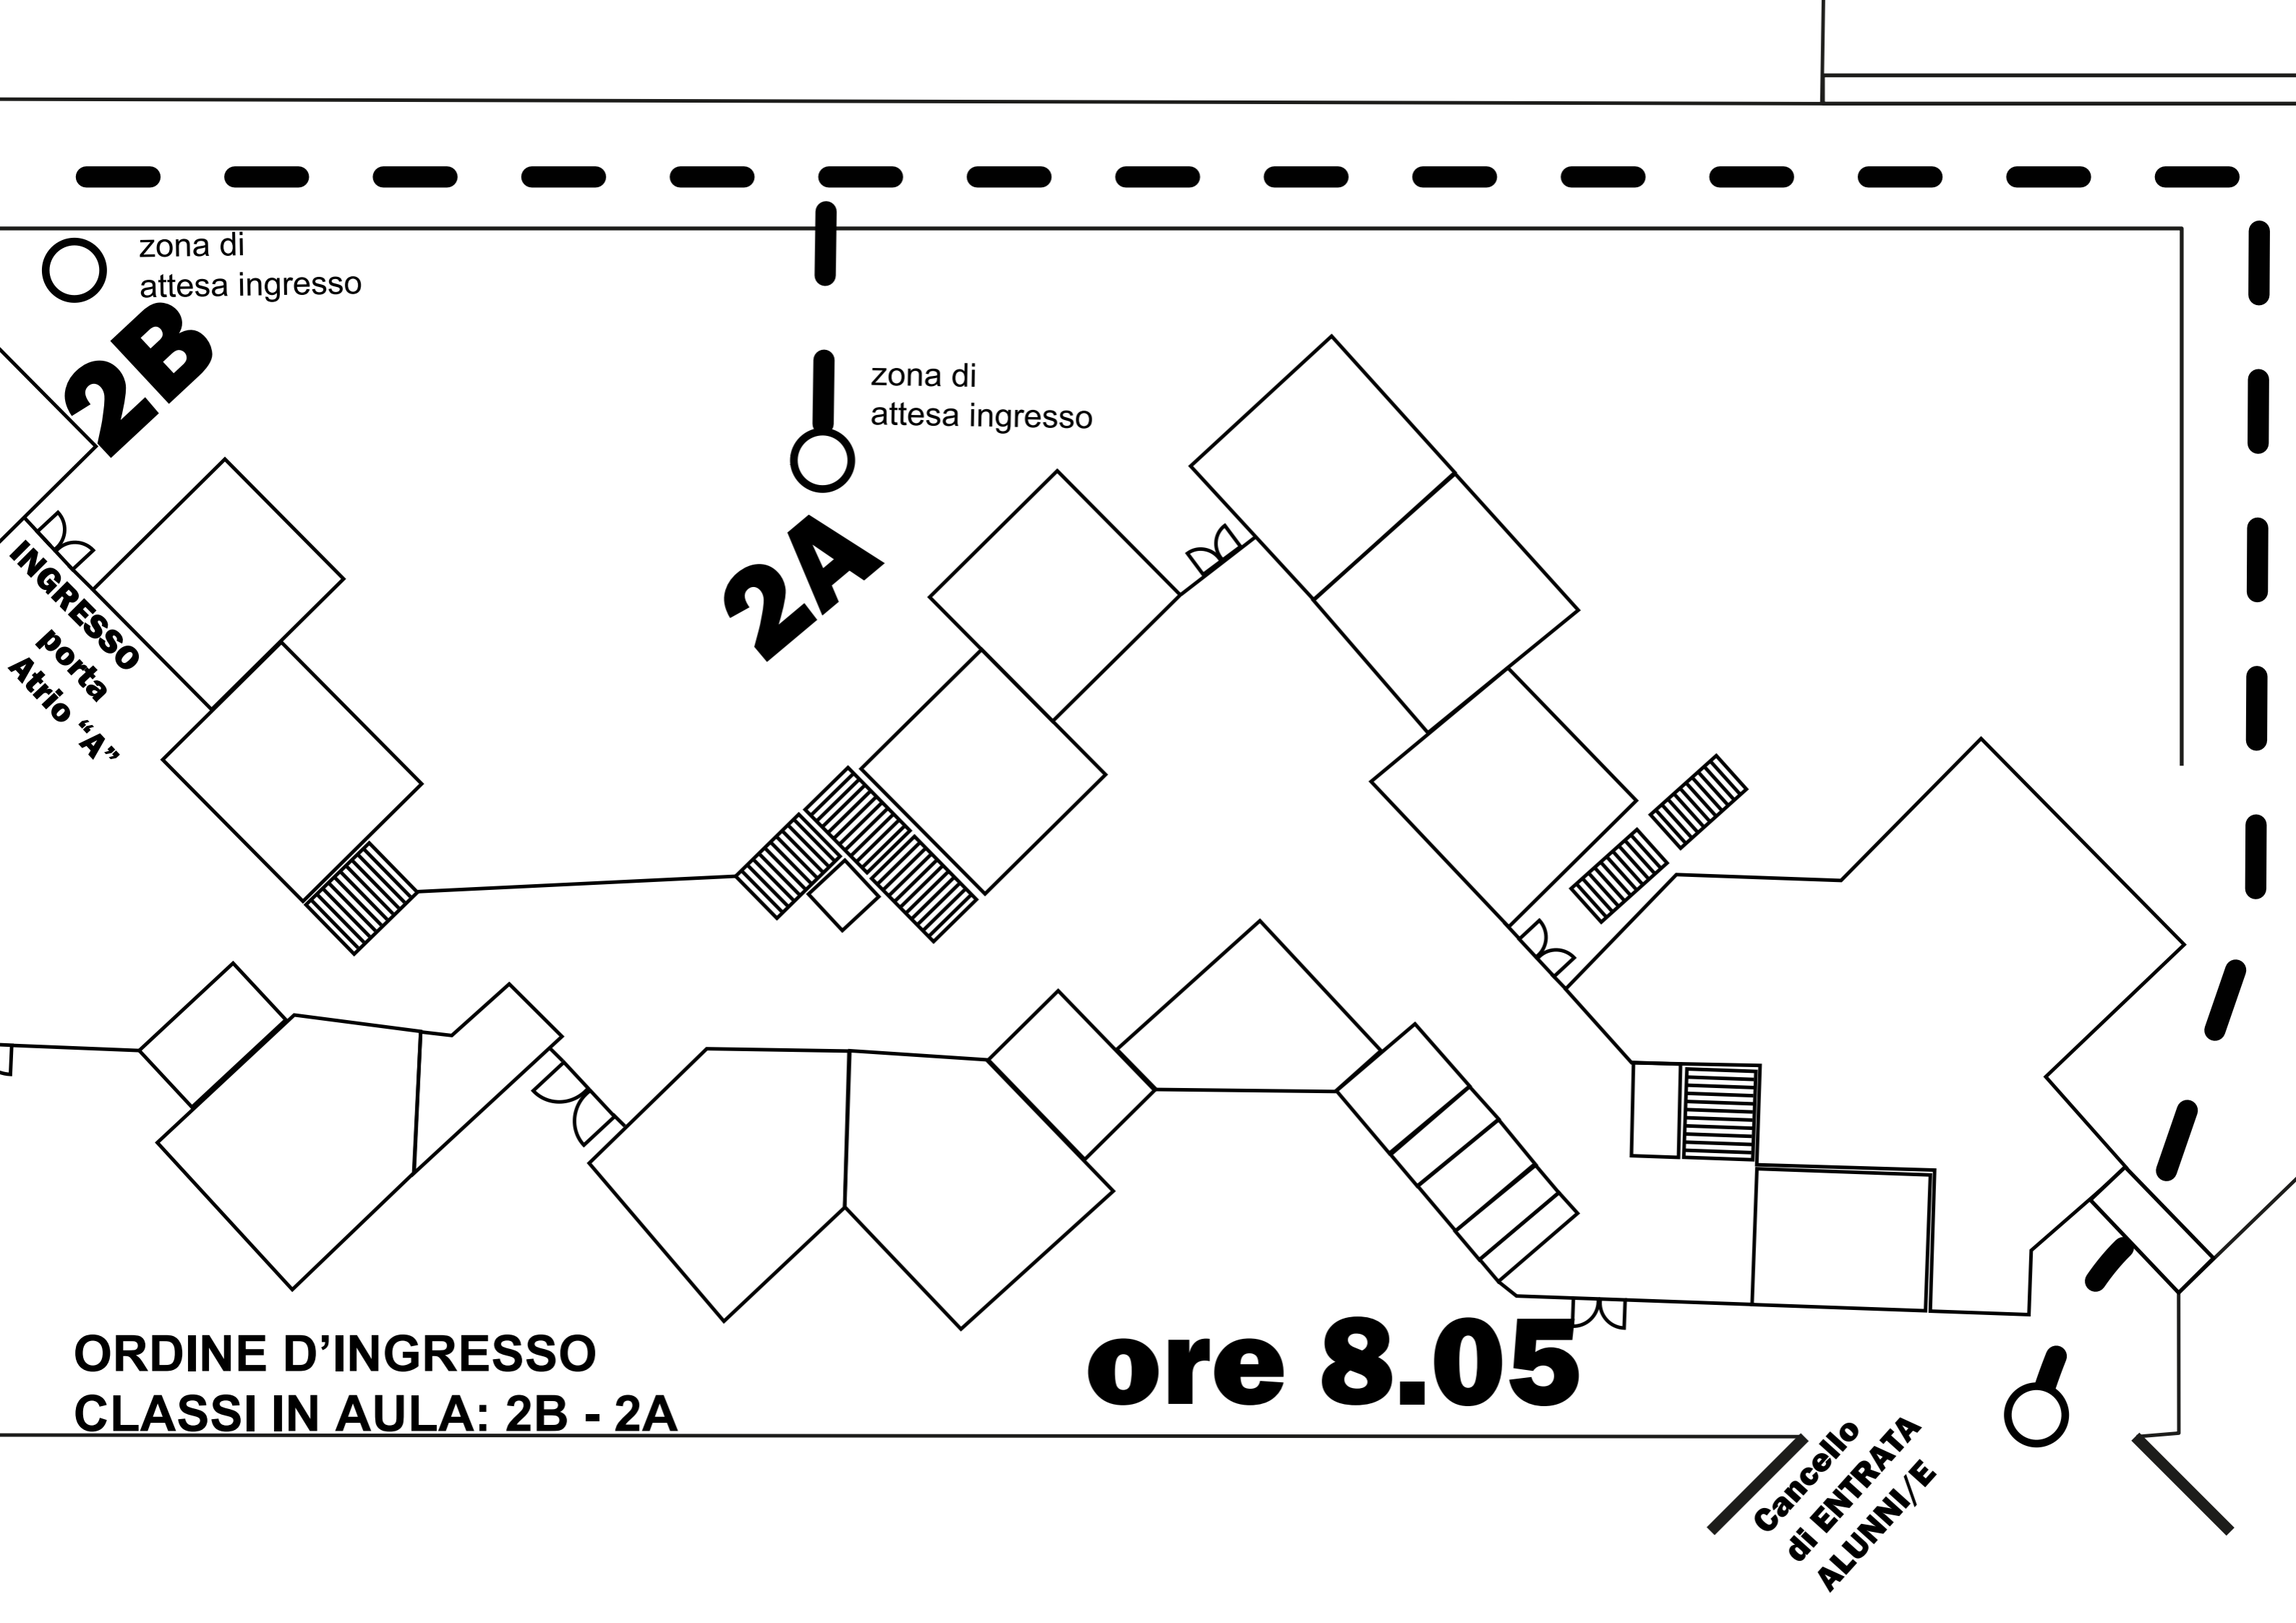 zona di
attesa ingresso
2B
zona di
attesa ingresso
2A
INGRESSO
porta
Atrio “A”
ORDINE D’INGRESSO
CLASSI IN AULA: 2B - 2A
ore 8.05
Cancello
di ENTRATA
ALUNNI/E